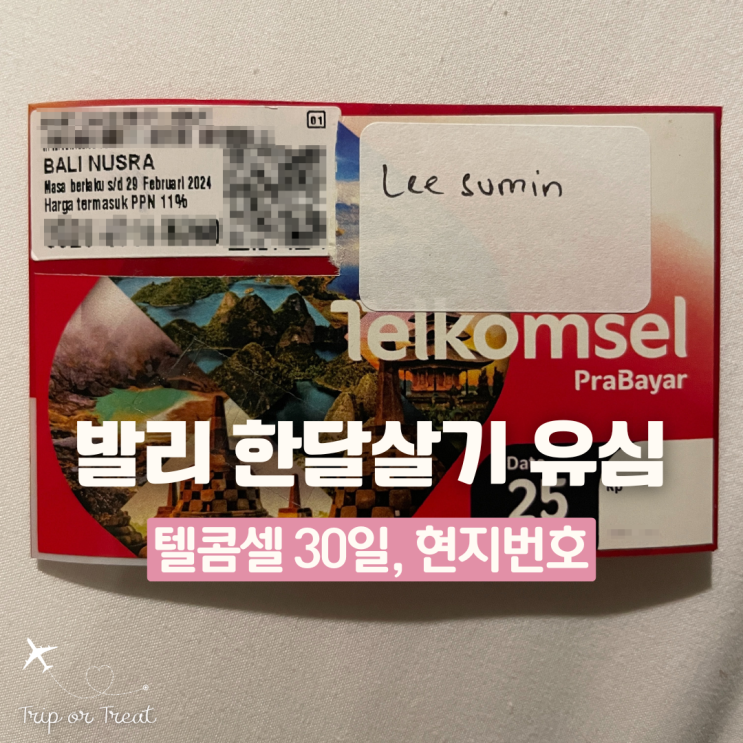 01
BALI NUSRA
Masa berlaku s/d 29 Februari 2024
Harga termasuk PPN 11%
Lee sumin
Telkomsel
PraBayar
발리 한달살기 유심
Data
25
Rp
텔콤셀 30일, 현지번호
Trip or Treat